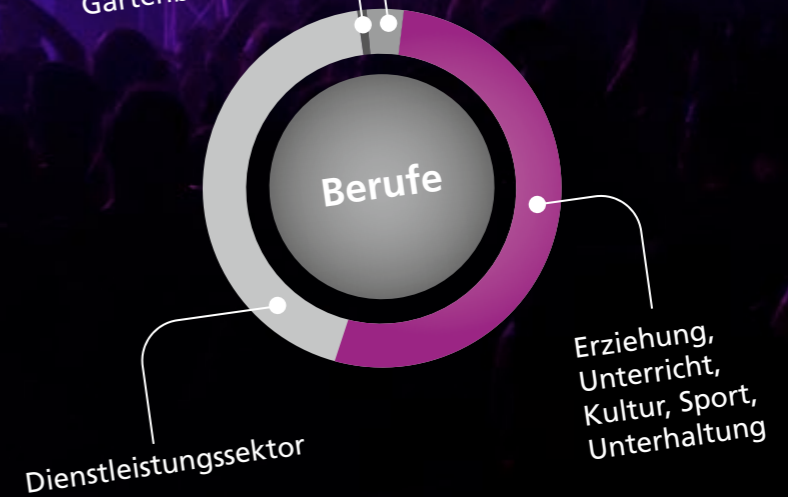 Berufe
Erziehung,
Unterricht,
Kultur, Sport,
Unterhaltung
Dienstleistungssektor